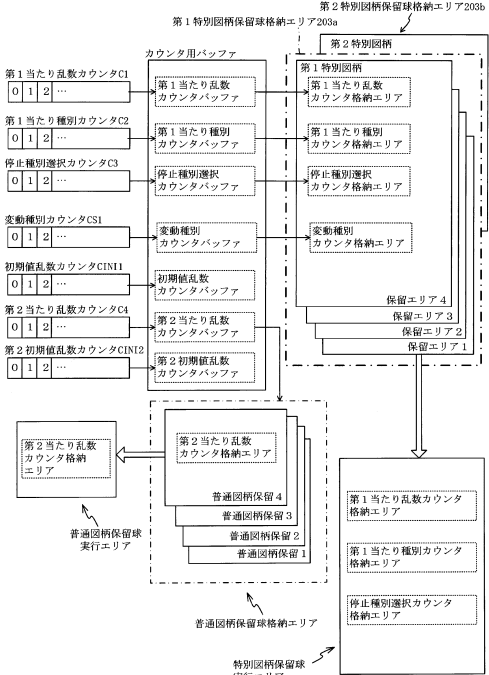 第2特別図柄保留球格納エリア203b
第1特別図柄保留球格納エリア203a
第2特別図柄
カウンタ用バッファ
第1特別図柄
第1当たり乱数カウンタC1
0 1 2 …
第1当たり乱数
カウンタバッファ
第1当たり乱数
カウンタ格納エリア
第1当たり種別カウンタC2
0 1 2 …
第1当たり種別
カウンタバッファ
第1当たり種別
カウンタ格納エリア
停止種別選択カウンタC3
0 1 2 …
停止種別選択
カウンタバッファ
停止種別選択
カウンタ格納エリア
変動種別カウンタCS1
0 1 2 …
変動種別
カウンタバッファ
変動種別
カウンタ格納エリア
初期値乱数カウンタCINI1
0 1 2 …
初期値乱数
カウンタバッファ
第2当たり乱数カウンタC4
0 1 2 …
第2当たり乱数
カウンタバッファ
第2初期値乱数カウンタCINI2
0 1 2 …
第2初期値乱数
カウンタバッファ
保留エリア4
保留エリア3
保留エリア2
保留エリア1
第2当たり乱数
カウンタ格納
エリア
普通図柄保留球
実行エリア
第2当たり乱数
カウンタ格納エリア
普通図柄保留4
普通図柄保留3
普通図柄保留2
普通図柄保留1
普通図柄保留球格納エリア
第1当たり乱数カウンタ
格納エリア
第1当たり種別カウンタ
格納エリア
停止種別選択カウンタ
格納エリア
特別図柄保留球